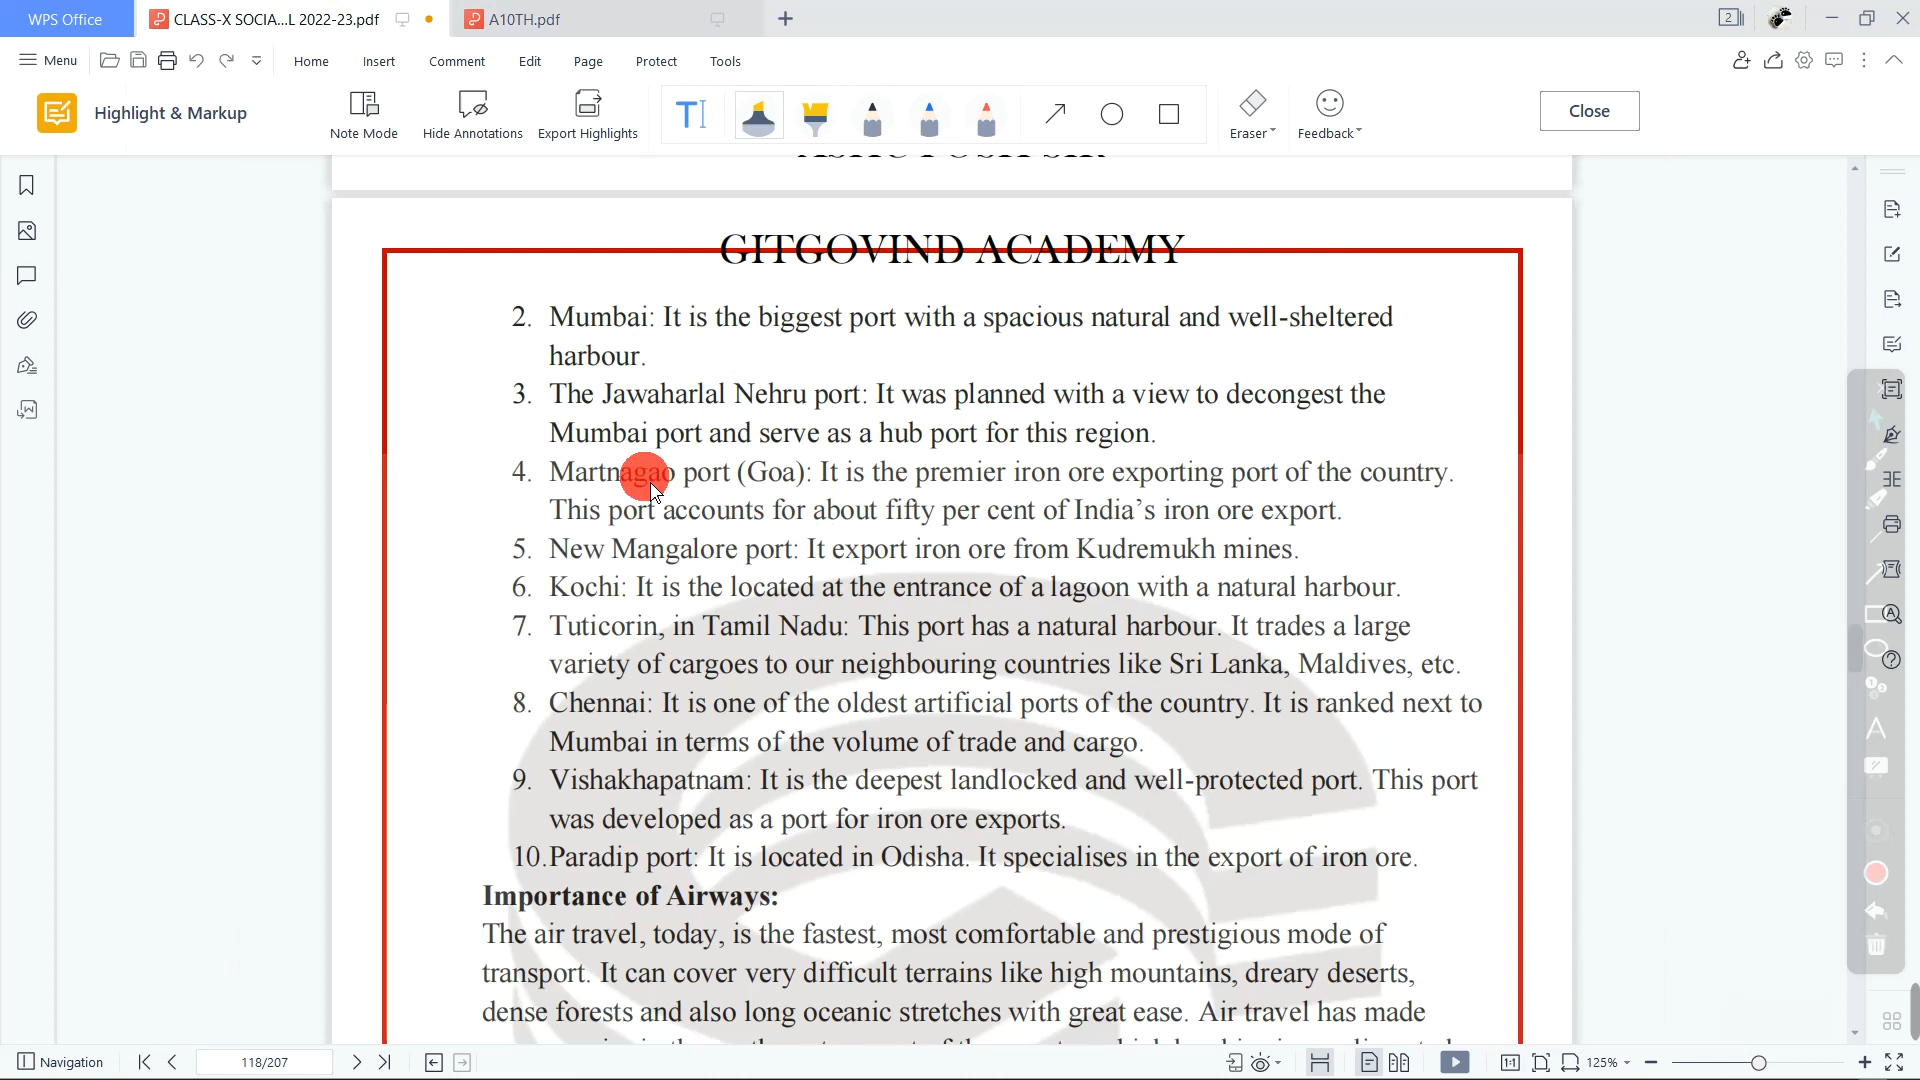 WPS Office
CLASS-X SOCIA...L 2022-23.pdf
A10TH.pdf
2
Menu
Home
Insert
Comment
Edit
Page
Protect
Tools
Highlight & Markup
Note Mode
Hide Annotations
Export Highlights
Eraser
Feedback
Close
GITGOVIND ACADEMY
2. Mumbai: It is the biggest port with a spacious natural and well-sheltered
harbour.
3. The Jawaharlal Nehru port: It was planned with a view to decongest the
Mumbai port and serve as a hub port for this region.
4. Martnagao port (Goa): It is the premier iron ore exporting port of the country.
This port accounts for about fifty per cent of India’s iron ore export.
5. New Mangalore port: It export iron ore from Kudremukh mines.
6. Kochi: It is the located at the entrance of a lagoon with a natural harbour.
7. Tuticorin, in Tamil Nadu: This port has a natural harbour. It trades a large
variety of cargoes to our neighbouring countries like Sri Lanka, Maldives, etc.
8. Chennai: It is one of the oldest artificial ports of the country. It is ranked next to
Mumbai in terms of the volume of trade and cargo.
9. Vishakhapatnam: It is the deepest landlocked and well-protected port. This port
was developed as a port for iron ore exports.
10.Paradip port: It is located in Odisha. It specialises in the export of iron ore.
Importance of Airways:
The air travel, today, is the fastest, most comfortable and prestigious mode of
transport. It can cover very difficult terrains like high mountains, dreary deserts,
dense forests and also long oceanic stretches with great ease. Air travel has made
Navigation
118/207
125%